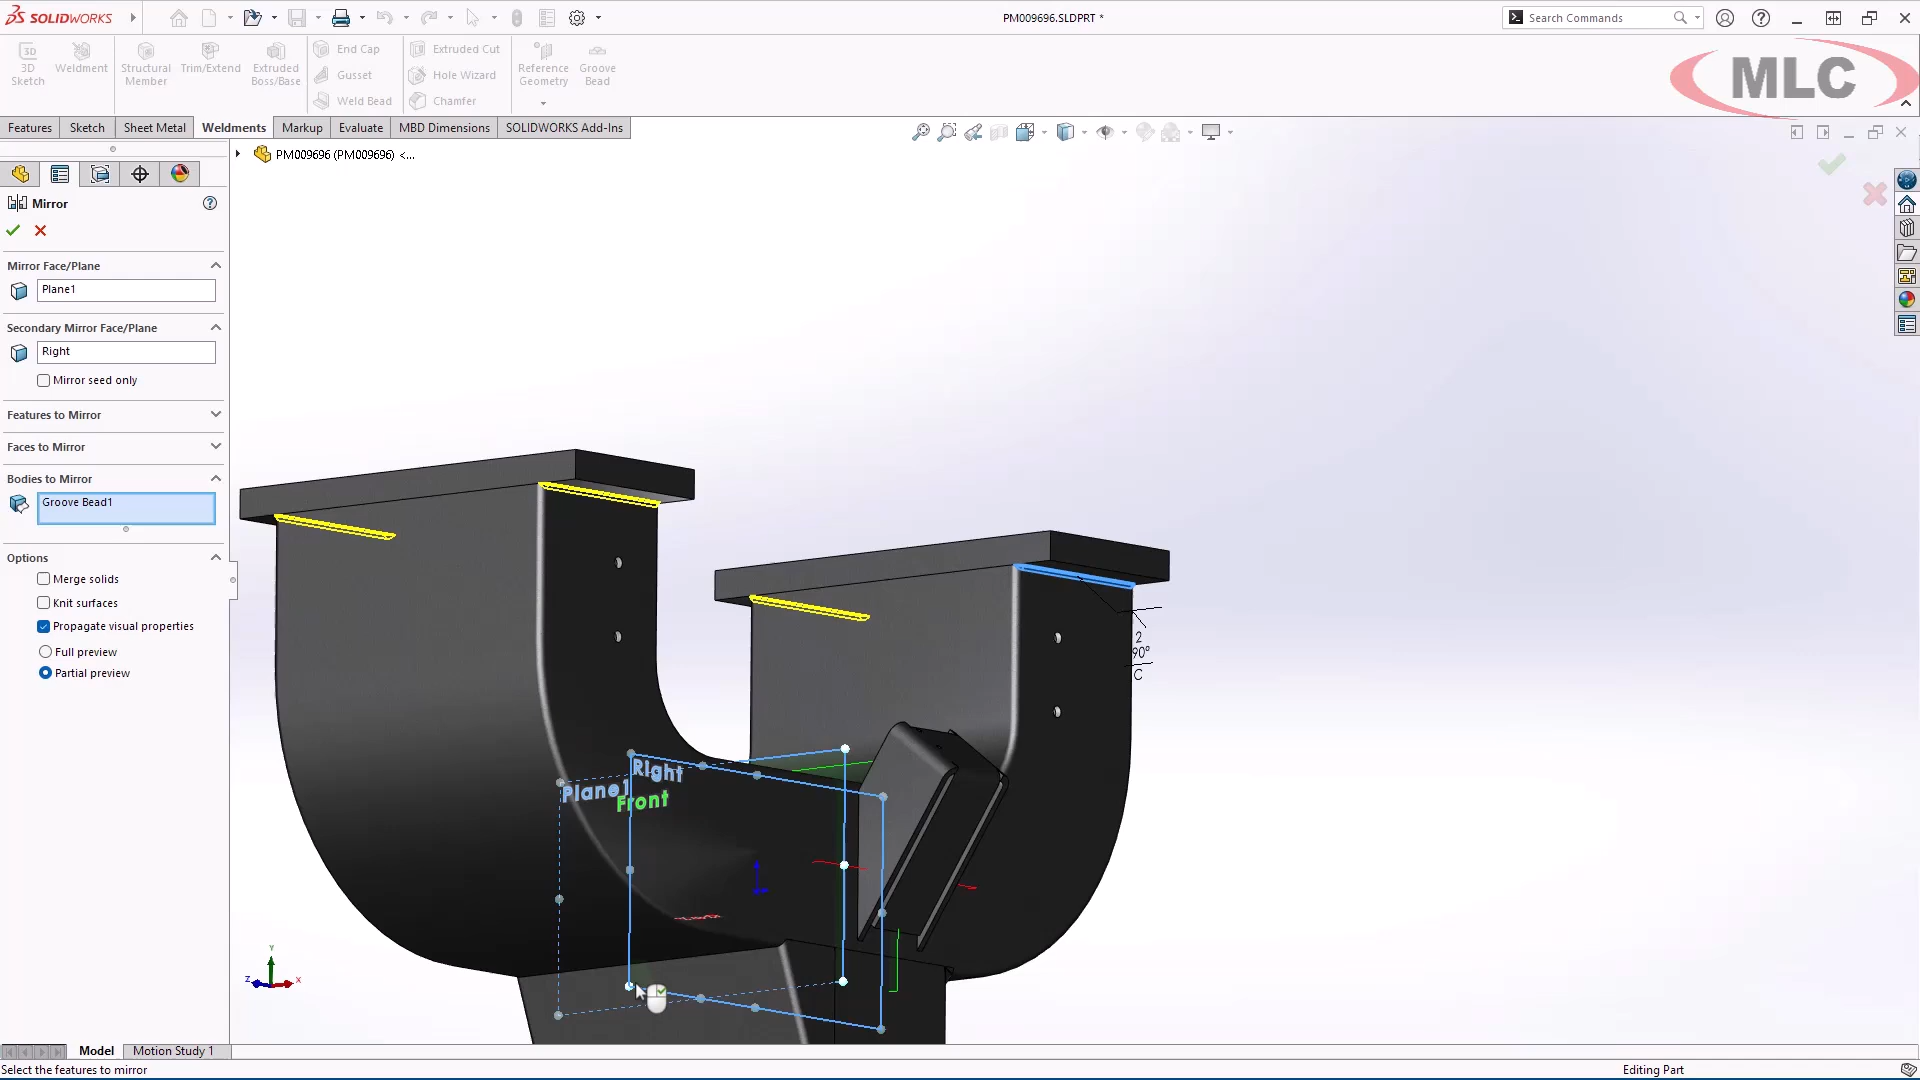 SOLIDWORKS
PM009696.SLDPRT *
Search Commands
3D
Sketch
Weldment
Structural
Member
Trim/Extend
Extruded
Boss/Base
End Cap
Gusset
Weld Bead
Extruded Cut
Hole Wizard
Chamfer
Reference
Geometry
Groove
Bead
MLC
Features
Sketch
Sheet Metal
Weldments
Markup
Evaluate
MBD Dimensions
SOLIDWORKS Add-Ins
PM009696 (PM009696) <...
Mirror
Mirror Face/Plane
Plane1
Secondary Mirror Face/Plane
Right
Mirror seed only
Features to Mirror
Faces to Mirror
Bodies to Mirror
Groove Bead1
Options
Merge solids
Knit surfaces
Propagate visual properties
Full preview
Partial preview
2
90°
C
Right
Plane1
Front
Y
Z
X
Model
Motion Study 1
Select the features to mirror
Editing Part